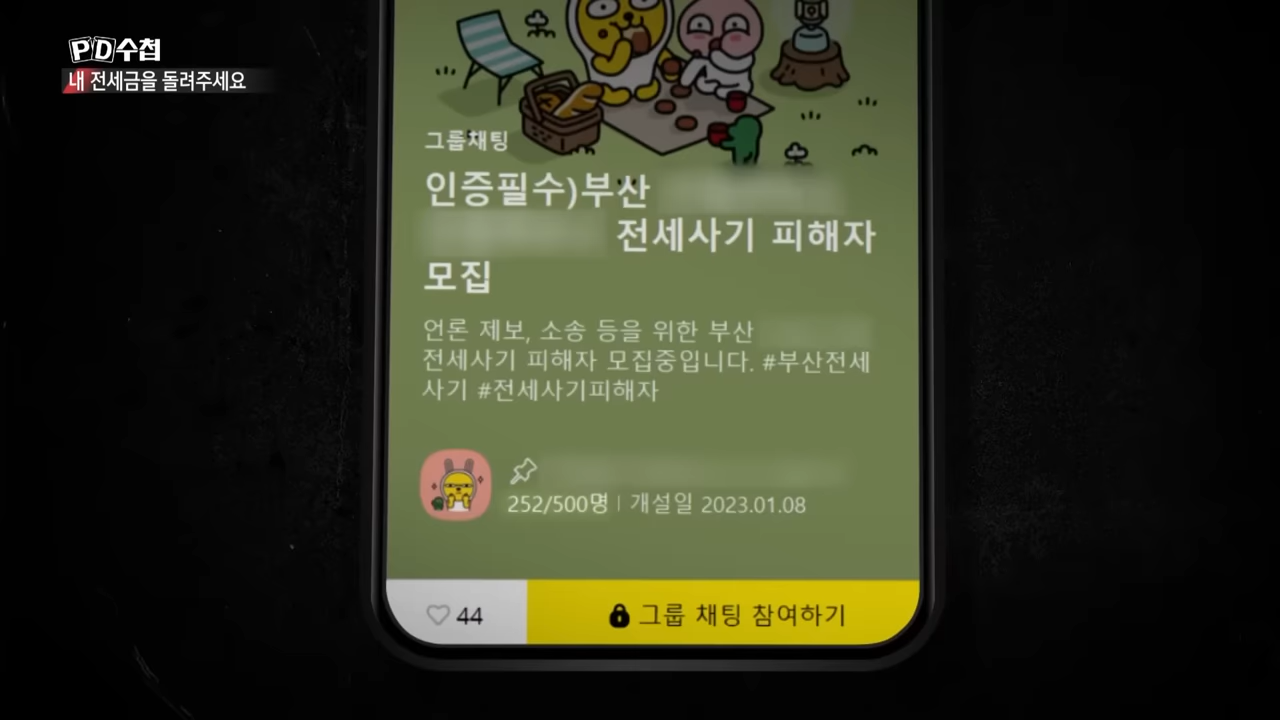 PD수첩
내 전세금을 돌려주세요
그룹채팅
인증필수)부산
전세사기 피해자
모집
언론 제보, 소송 등을 위한 부산
전세사기 피해자 모집중입니다. #부산전세
사기 #전세사기피해자
252/500명 | 개설일 2023.01.08
44
그룹 채팅 참여하기